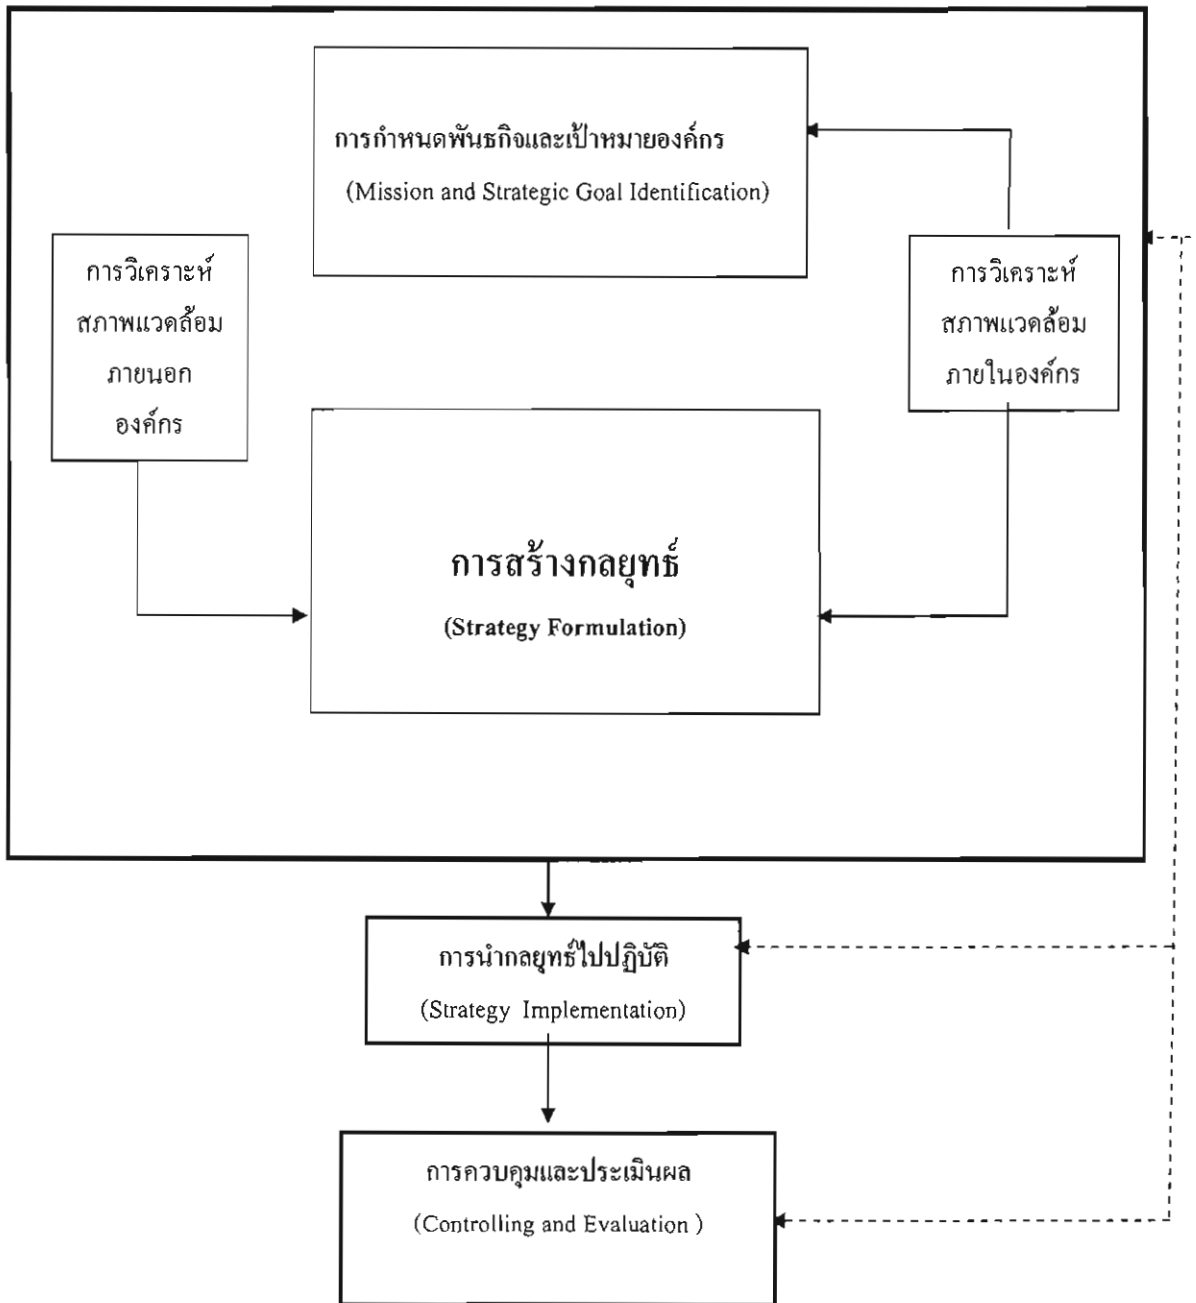 การกำหนดพันธกิจและเป้าหมายองค์กร
(Mission and Strategic Goal Identification)
การวิเคราะห์
สภาพแวดล้อม
ภายนอก
องค์กร
การวิเคราะห์
สภาพแวดล้อม
ภายในองค์กร
การสร้างกลยุทธ์
(Strategy Formulation)
การนำกลยุทธ์ไปปฏิบัติ
(Strategy Implementation)
การควบคุมและประเมินผล
(Controlling and Evaluation )